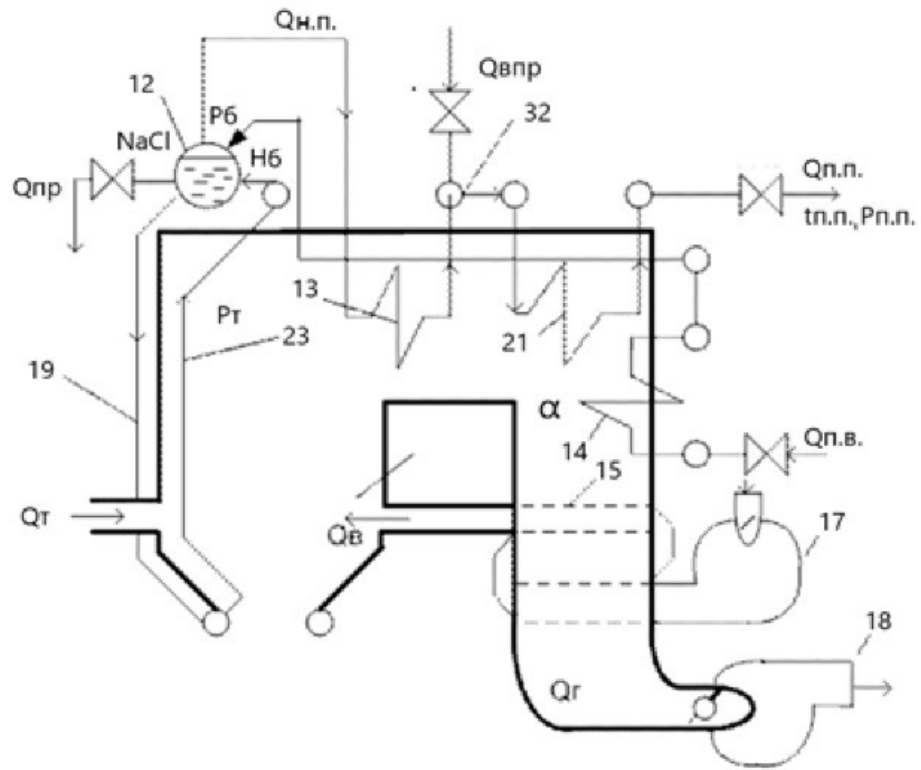 Qн.п.
12
Qвпр
Pб
32
NaCl
Hб
Qпр
Qп.п.
tп.п.,Pп.п.
13
Pт
23
21
19
α
14
Qп.в.
15
Qт
Qв
17
18
Qг